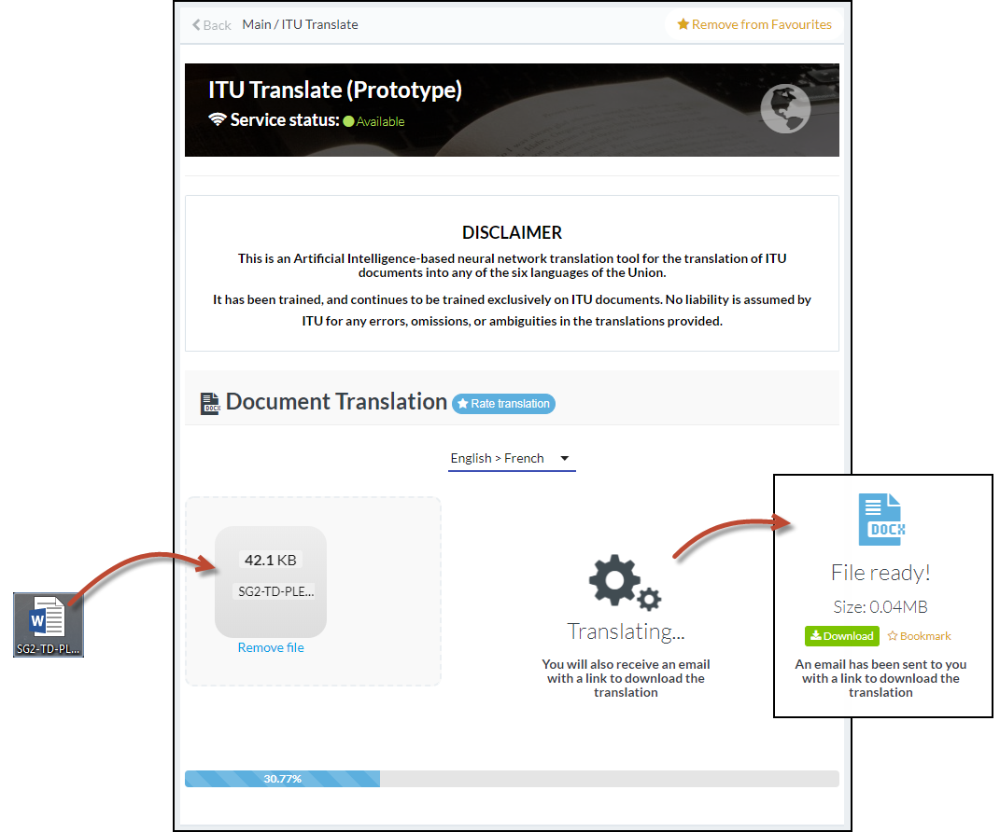 Back Main / ITU Translate
Remove from Favourites
ITU Translate (Prototype)
Service status: Available
DISCLAIMER
This is an Artificial Intelligence-based neural network translation tool for the translation of ITU
documents into any of the six languages of the Union.
It has been trained, and continues to be trained exclusively on ITU documents. No liability is assumed by
ITU for any errors, omissions, or ambiguities in the translations provided.
DOCX Document Translation Rate translation
English > French
42.1 KB
SG2-TD-PLE...
Remove file
W
SG2-TD-PL...
Translating...
You will also receive an email
with a link to download the
translation
DOCX
File ready!
Size: 0.04MB
Download Bookmark
An email has been sent to you
with a link to download the
translation
30.77%